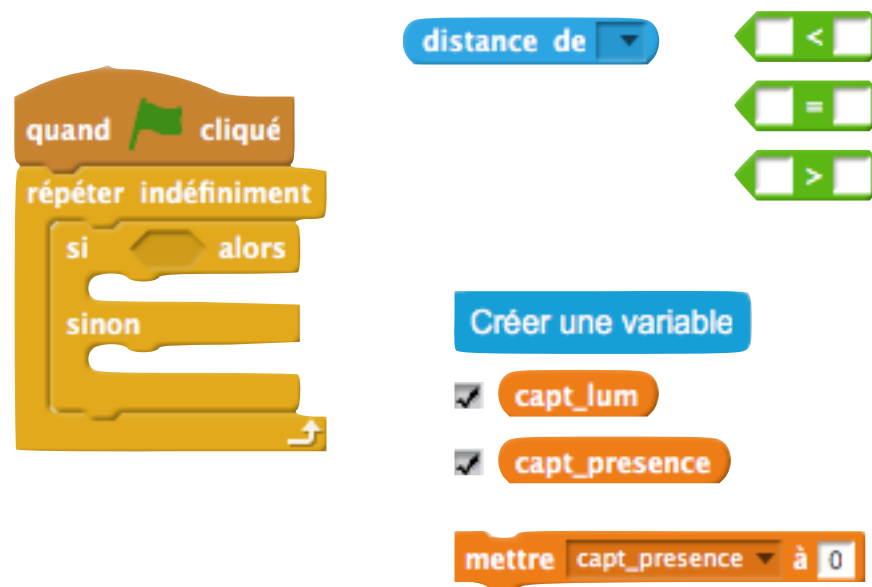 quand cliqué
répéter indéfiniment
si alors
sinon
distance de
<
=
>
Créer une variable
capt_lum
capt_presence
mettre capt_presence à 0